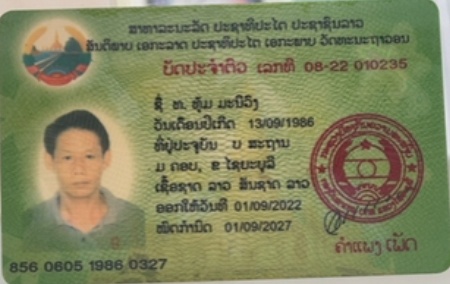 ສາທາລະນະລັດ ປະຊາທິປະໄຕ ປະຊາຊົນລາວ
ສັນຕິພາບ ເອກະລາດ ປະຊາທິປະໄຕ ເອກະພາບ ວັດທະນະຖາວອນ
ບັດປະຈຳຕົວ ເລກທີ 08-22 010235
ຊື່ ທ. ຫຸ້ມ ມະນີວົງ
ວັນເດືອນປີເກີດ 13/09/1986
ທີ່ຢູ່ປະຈຸບັນ ບ ສະຖານ
ມ ຄອບ, ຂ ໄຊຍະບູລີ
ເຊື້ອຊາດ ລາວ ສັນຊາດ ລາວ
ອອກໃຫ້ວັນທີ 01/09/2022
ໝົດກຳນົດ 01/09/2027
ຄຳແພງ ເພັດ
856 0605 1986 0327